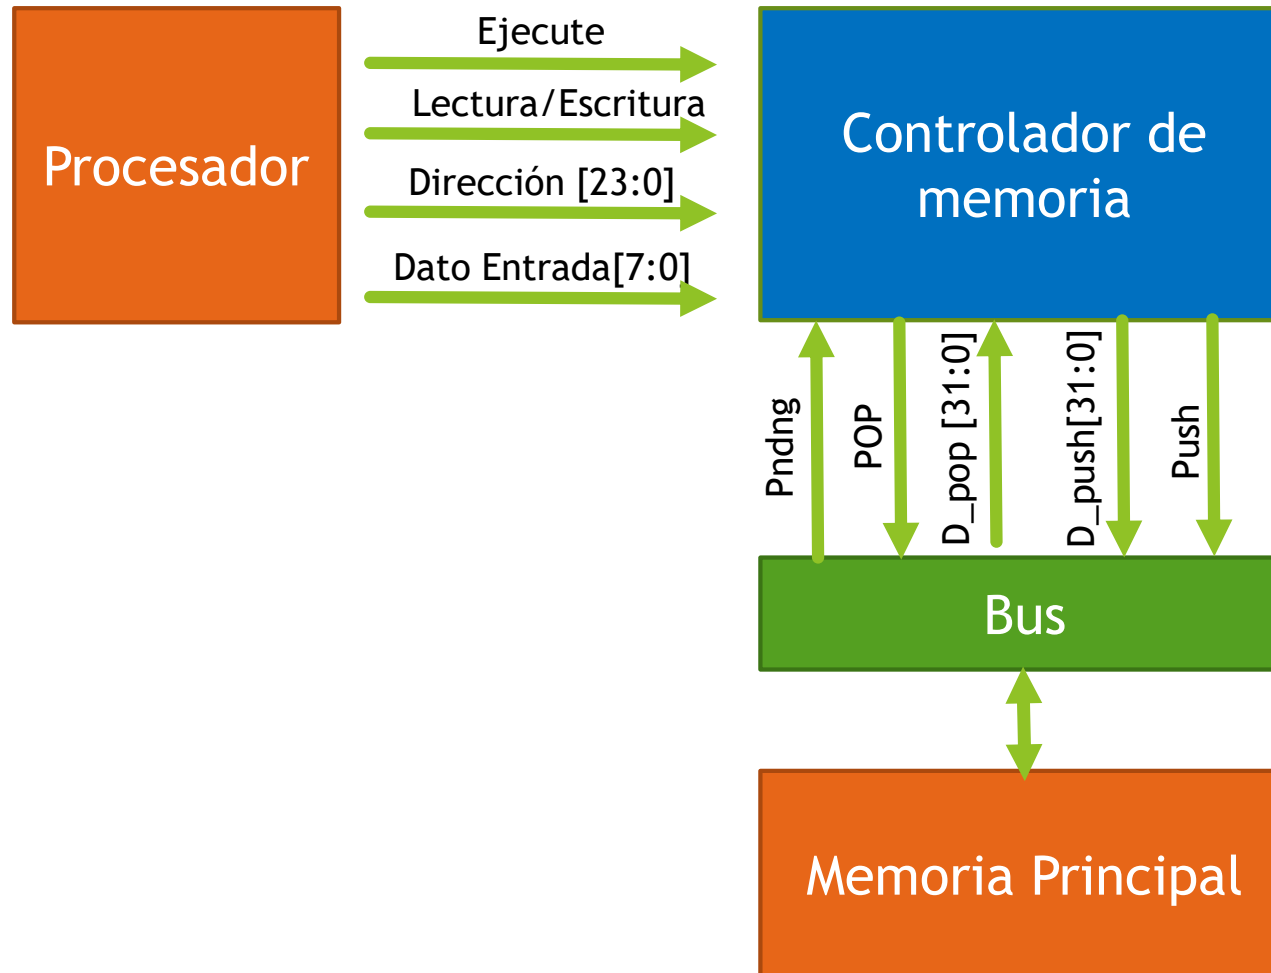 Ejecute
Lectura/Escritura
Dirección [23:0]
Dato Entrada[7:0]
Procesador
Controlador de
memoria
Pndng
POP
D_pop [31:0]
D_push[31:0]
Push
Bus
Memoria Principal